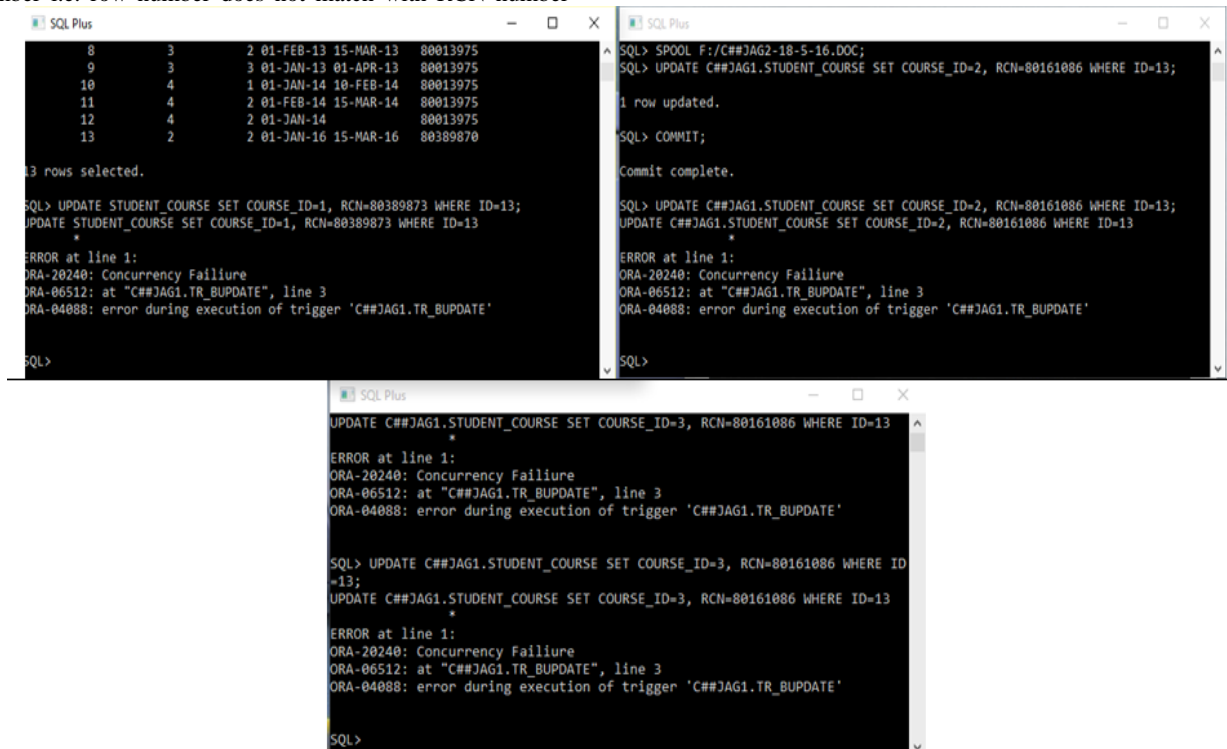 mber i.e. row number does not match with RCN number
SQL Plus
8 3 2 01-FEB-13 15-MAR-13 80013975
9 3 3 01-JAN-13 01-APR-13 80013975
10 4 1 01-JAN-14 10-FEB-14 80013975
11 4 2 01-FEB-14 15-MAR-14 80013975
12 4 2 01-JAN-14 80013975
13 2 2 01-JAN-16 15-MAR-16 80389870
13 rows selected.
SQL> UPDATE STUDENT_COURSE SET COURSE_ID=1, RCN=80389873 WHERE ID=13;
UPDATE STUDENT_COURSE SET COURSE_ID=1, RCN=80389873 WHERE ID=13
*
ERROR at line 1:
ORA-20240: Concurrency Failiure
ORA-06512: at "C##JAG1.TR_BUPDATE", line 3
ORA-04088: error during execution of trigger 'C##JAG1.TR_BUPDATE'
SQL>
SQL Plus
SQL> SPOOL F:/C##JAG2-18-5-16.DOC;
SQL> UPDATE C##JAG1.STUDENT_COURSE SET COURSE_ID=2, RCN=80161086 WHERE ID=13;
1 row updated.
SQL> COMMIT;
Commit complete.
SQL> UPDATE C##JAG1.STUDENT_COURSE SET COURSE_ID=2, RCN=80161086 WHERE ID=13;
UPDATE C##JAG1.STUDENT_COURSE SET COURSE_ID=2, RCN=80161086 WHERE ID=13
*
ERROR at line 1:
ORA-20240: Concurrency Failiure
ORA-06512: at "C##JAG1.TR_BUPDATE", line 3
ORA-04088: error during execution of trigger 'C##JAG1.TR_BUPDATE'
SQL>
SQL Plus
UPDATE C##JAG1.STUDENT_COURSE SET COURSE_ID=3, RCN=80161086 WHERE ID=13
*
ERROR at line 1:
ORA-20240: Concurrency Failiure
ORA-06512: at "C##JAG1.TR_BUPDATE", line 3
ORA-04088: error during execution of trigger 'C##JAG1.TR_BUPDATE'
SQL> UPDATE C##JAG1.STUDENT_COURSE SET COURSE_ID=3, RCN=80161086 WHERE ID
=13;
UPDATE C##JAG1.STUDENT_COURSE SET COURSE_ID=3, RCN=80161086 WHERE ID=13
*
ERROR at line 1:
ORA-20240: Concurrency Failiure
ORA-06512: at "C##JAG1.TR_BUPDATE", line 3
ORA-04088: error during execution of trigger 'C##JAG1.TR_BUPDATE'
SQL>